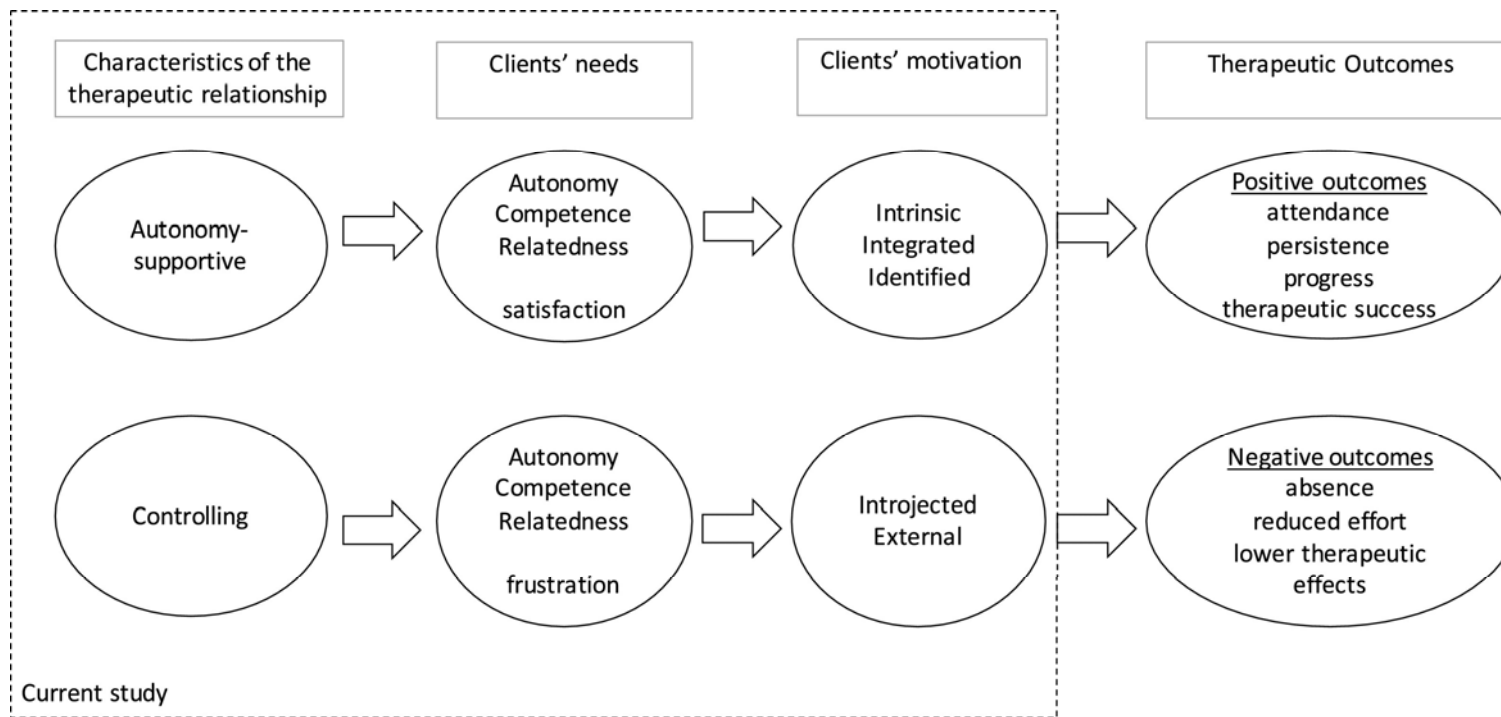 Characteristics of the
therapeutic relationship
Clients’ needs
Clients’ motivation
Therapeutic Outcomes
Autonomy-
supportive
Autonomy
Competence
Relatedness
satisfaction
Intrinsic
Integrated
Identified
Positive outcomes
attendance
persistence
progress
therapeutic success
Controlling
Autonomy
Competence
Relatedness
frustration
Introjected
External
Negative outcomes
absence
reduced effort
lower therapeutic
effects
Current study